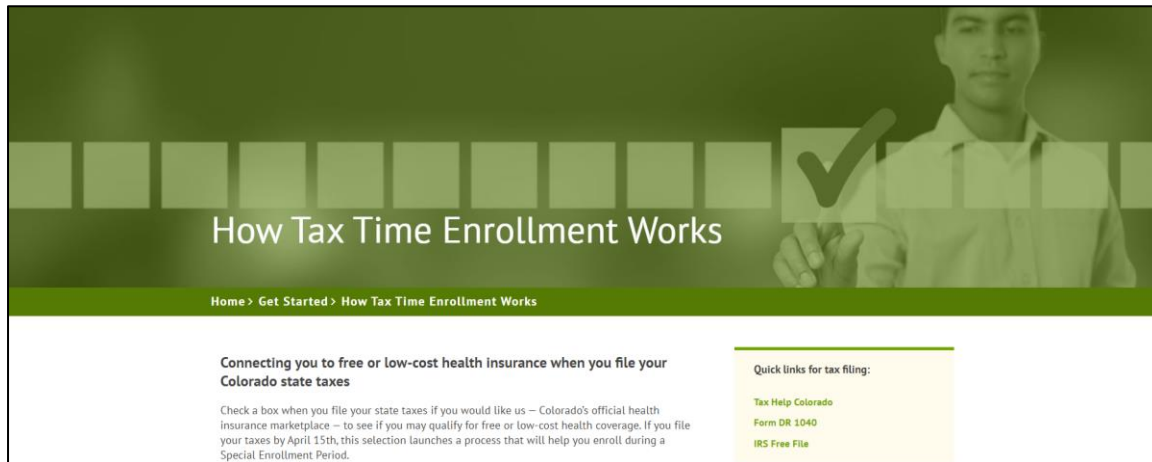 How Tax Time Enrollment Works
Home > Get Started > How Tax Time Enrollment Works
Connecting you to free or low-cost health insurance when you file your
Colorado state taxes
Check a box when you file your state taxes if you would like us — Colorado's official health
insurance marketplace — to see if you may qualify for free or low-cost health coverage. If you file
your taxes by April 15th, this selection launches a process that will help you enroll during a
Special Enrollment Period.
Quick links for tax filing:
Tax Help Colorado
Form DR 1040
IRS Free File